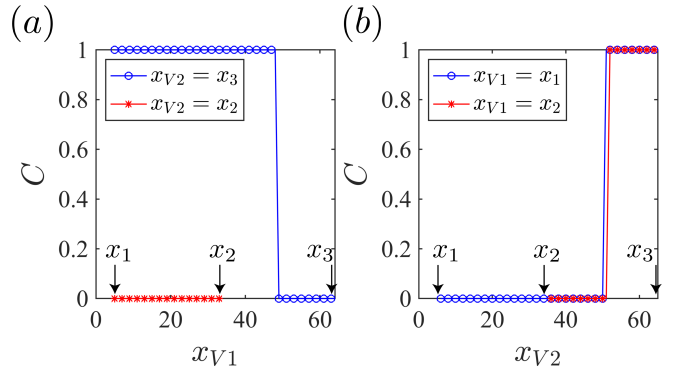 (a)
C
1
0.8
0.6
0.4
0.2
0
x_{V2} = x_3
x_{V2} = x_2
x_1
x_2
x_3
0 20 40 60
x_{V1}
(b)
C
1
0.8
0.6
0.4
0.2
0
x_{V1} = x_1
x_{V1} = x_2
x_1
x_2
x_3
0 20 40 60
x_{V2}